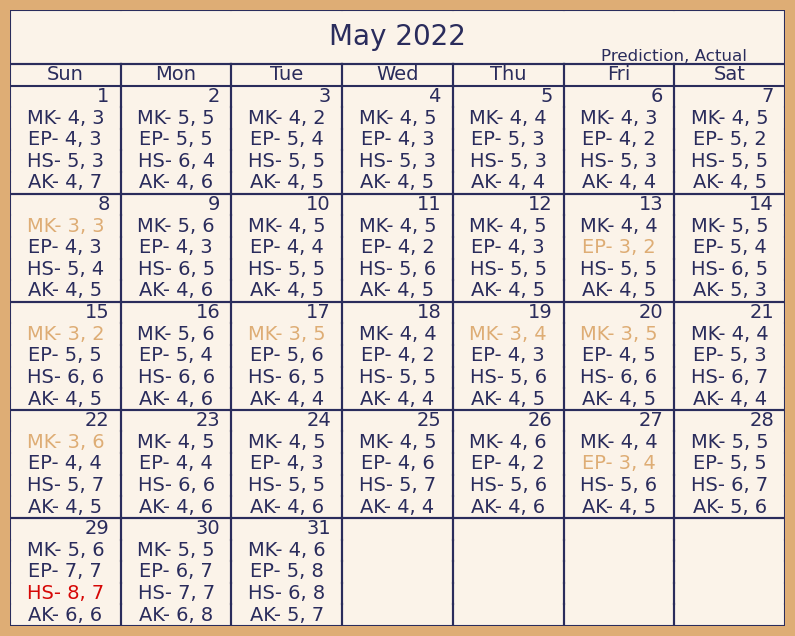 May 2022
Prediction, Actual
Sun Mon Tue Wed Thu Fri Sat
1 2 3 4 5 6 7
MK- 4, 3 MK- 5, 5 MK- 4, 2 MK- 4, 5 MK- 4, 4 MK- 4, 3 MK- 4, 5
EP- 4, 3 EP- 5, 5 EP- 5, 4 EP- 4, 3 EP- 5, 3 EP- 4, 2 EP- 5, 2
HS- 5, 3 HS- 6, 4 HS- 5, 5 HS- 5, 3 HS- 5, 3 HS- 5, 3 HS- 5, 5
AK- 4, 7 AK- 4, 6 AK- 4, 5 AK- 4, 5 AK- 4, 4 AK- 4, 4 AK- 4, 5
8 9 10 11 12 13 14
MK- 3, 3 MK- 5, 6 MK- 4, 5 MK- 4, 5 MK- 4, 5 MK- 4, 4 MK- 5, 5
EP- 4, 3 EP- 4, 3 EP- 4, 4 EP- 4, 2 EP- 4, 3 EP- 3, 2 EP- 5, 4
HS- 5, 4 HS- 6, 5 HS- 5, 5 HS- 5, 6 HS- 5, 5 HS- 5, 5 HS- 6, 5
AK- 4, 5 AK- 4, 6 AK- 4, 5 AK- 4, 5 AK- 4, 5 AK- 4, 5 AK- 5, 3
15 16 17 18 19 20 21
MK- 3, 2 MK- 5, 6 MK- 3, 5 MK- 4, 4 MK- 3, 4 MK- 3, 5 MK- 4, 4
EP- 5, 5 EP- 5, 4 EP- 5, 6 EP- 4, 2 EP- 4, 3 EP- 4, 5 EP- 5, 3
HS- 6, 6 HS- 6, 6 HS- 6, 5 HS- 5, 5 HS- 5, 6 HS- 6, 6 HS- 6, 7
AK- 4, 5 AK- 4, 6 AK- 4, 4 AK- 4, 4 AK- 4, 5 AK- 4, 5 AK- 4, 4
22 23 24 25 26 27 28
MK- 3, 6 MK- 4, 5 MK- 4, 5 MK- 4, 5 MK- 4, 6 MK- 4, 4 MK- 5, 5
EP- 4, 4 EP- 4, 4 EP- 4, 3 EP- 4, 6 EP- 4, 2 EP- 3, 4 EP- 5, 5
HS- 5, 7 HS- 6, 6 HS- 5, 5 HS- 5, 7 HS- 5, 6 HS- 5, 6 HS- 6, 7
AK- 4, 5 AK- 4, 6 AK- 4, 6 AK- 4, 4 AK- 4, 6 AK- 4, 5 AK- 5, 6
29 30 31
MK- 5, 6 MK- 5, 5 MK- 4, 6
EP- 7, 7 EP- 6, 7 EP- 5, 8
HS- 8, 7 HS- 7, 7 HS- 6, 8
AK- 6, 6 AK- 6, 8 AK- 5, 7